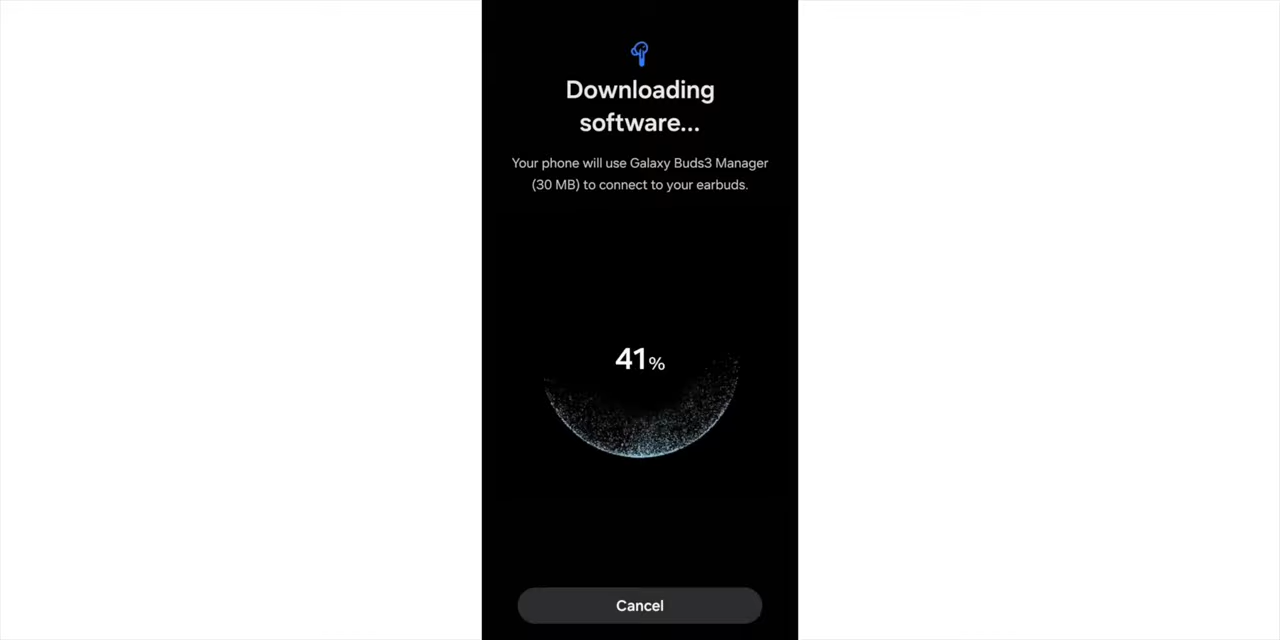 Downloading
software...
Your phone will use Galaxy Buds3 Manager
(30 MB) to connect to your earbuds.
41%
Cancel